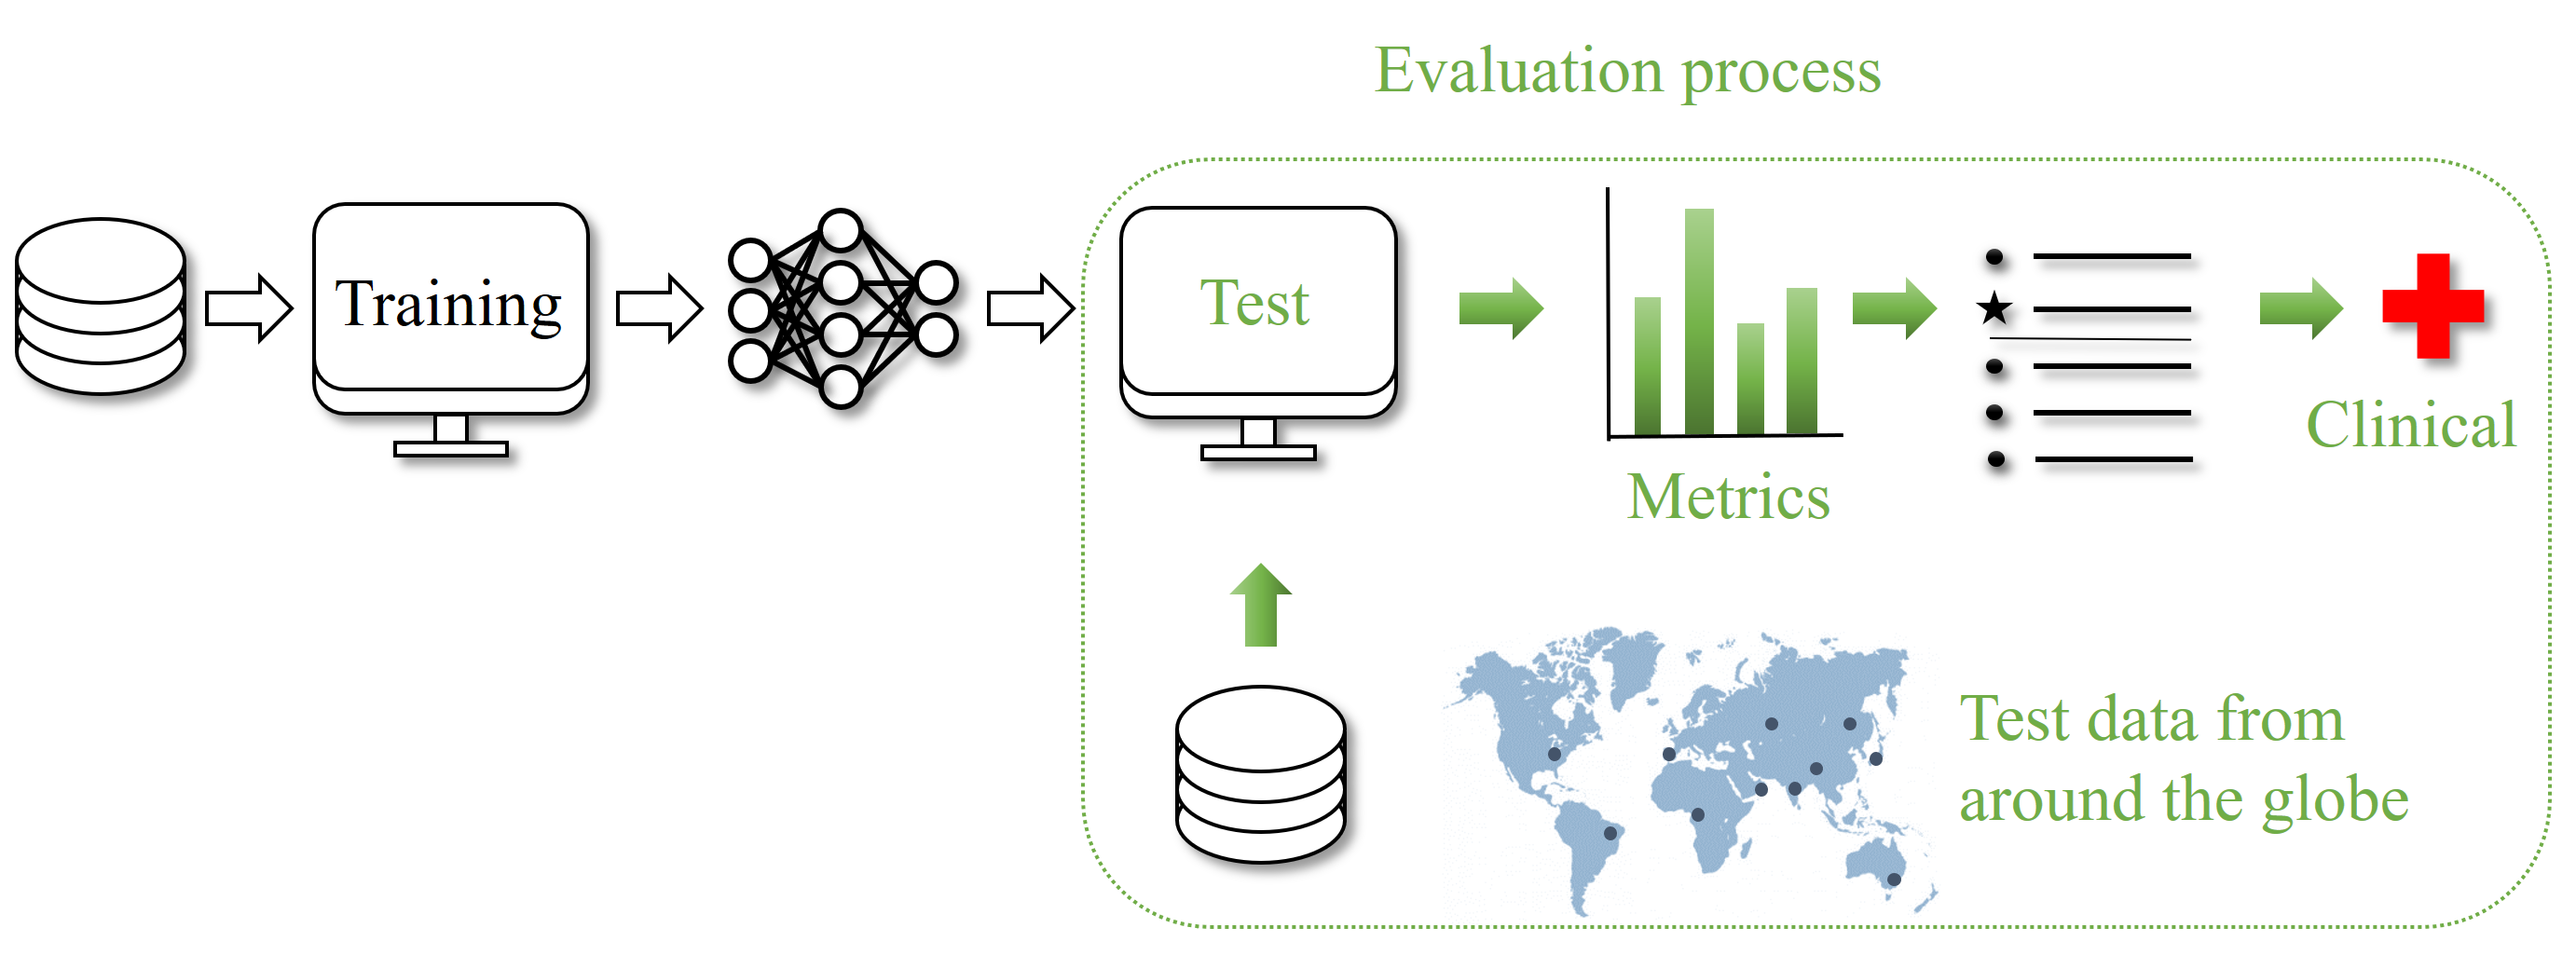 Evaluation process
Training
Test
Metrics
Clinical
Test data from
around the globe